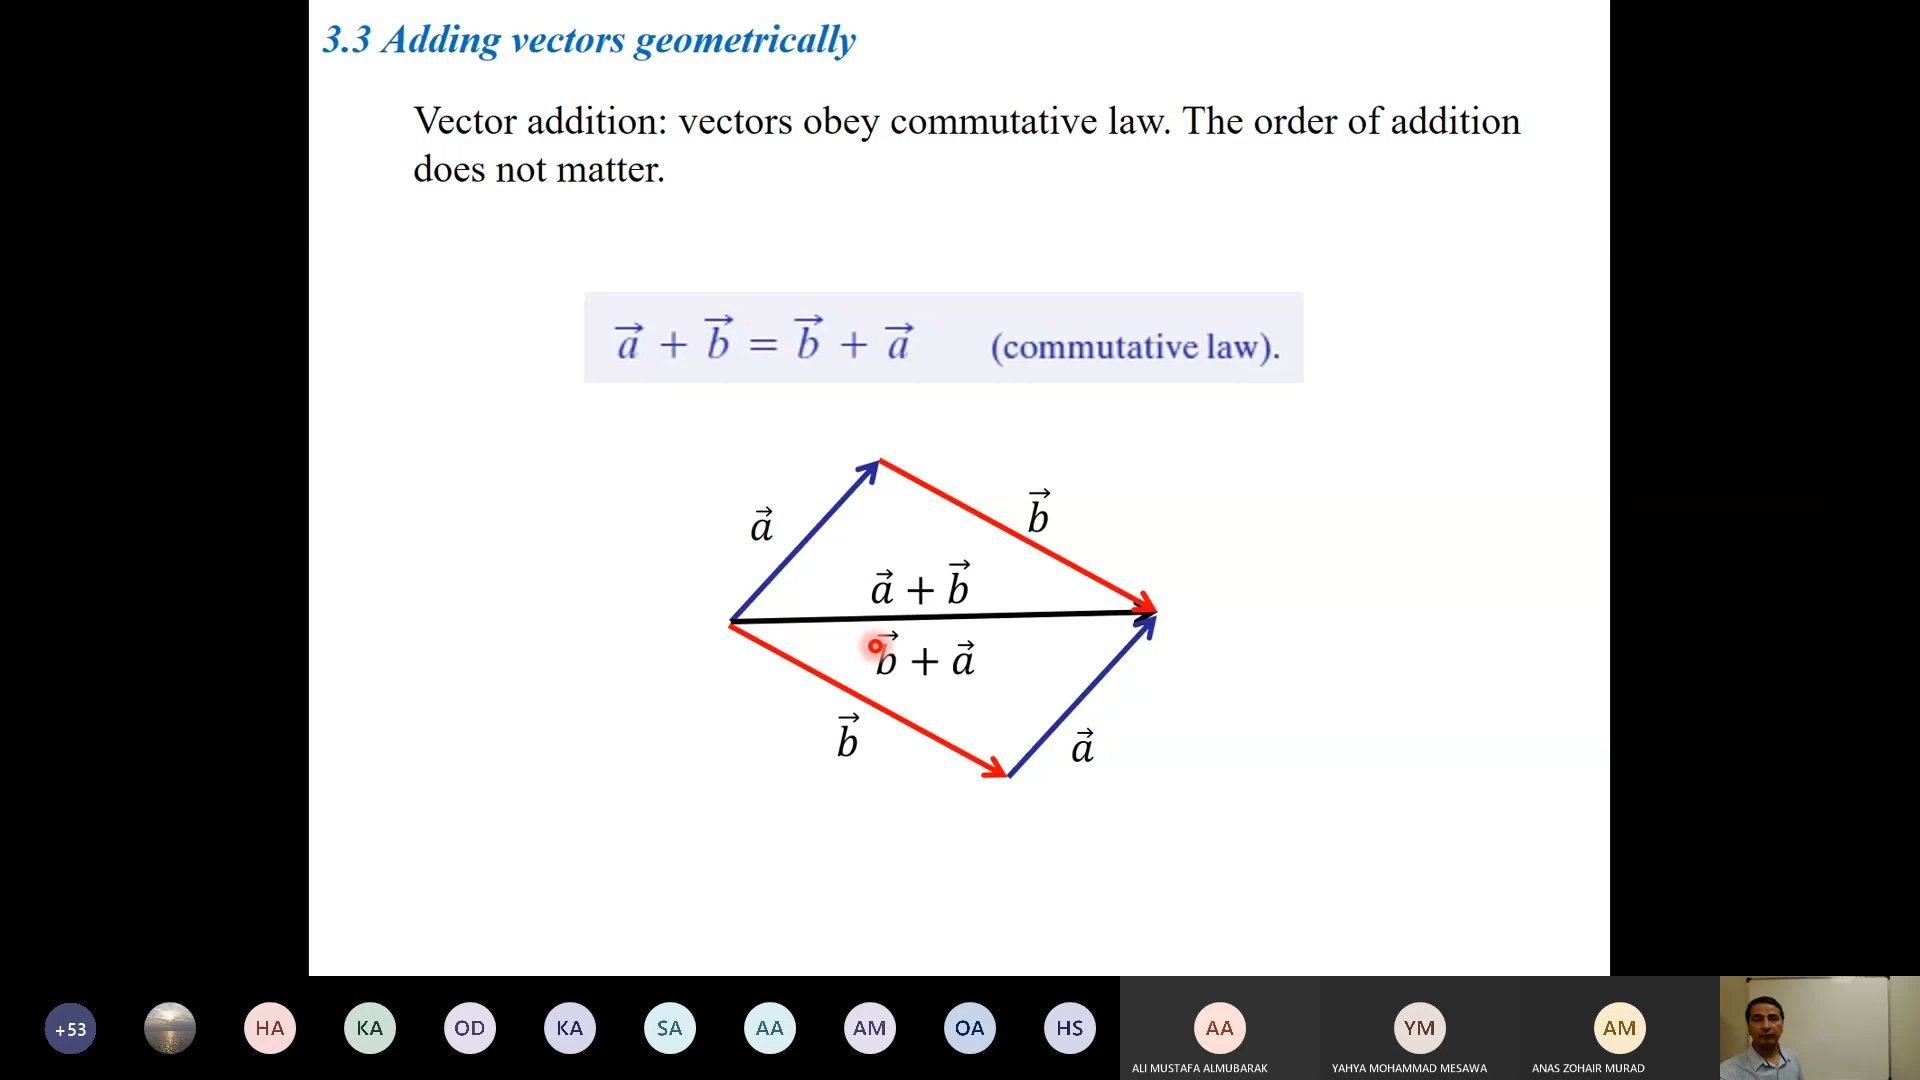 3.3 Adding vectors geometrically
Vector addition: vectors obey commutative law. The order of addition
does not matter.
a⃗ + b⃗ = b⃗ + a⃗ (commutative law).
a⃗
b⃗
a⃗ + b⃗
b⃗ + a⃗
b⃗
a⃗
+53
HA
KA
OD
KA
SA
AA
AM
OA
HS
AA
YM
AM
ALI MUSTAFA ALMUBARAK
YAHYA MOHAMMAD MESAWA
ANAS ZOHAIR MURAD